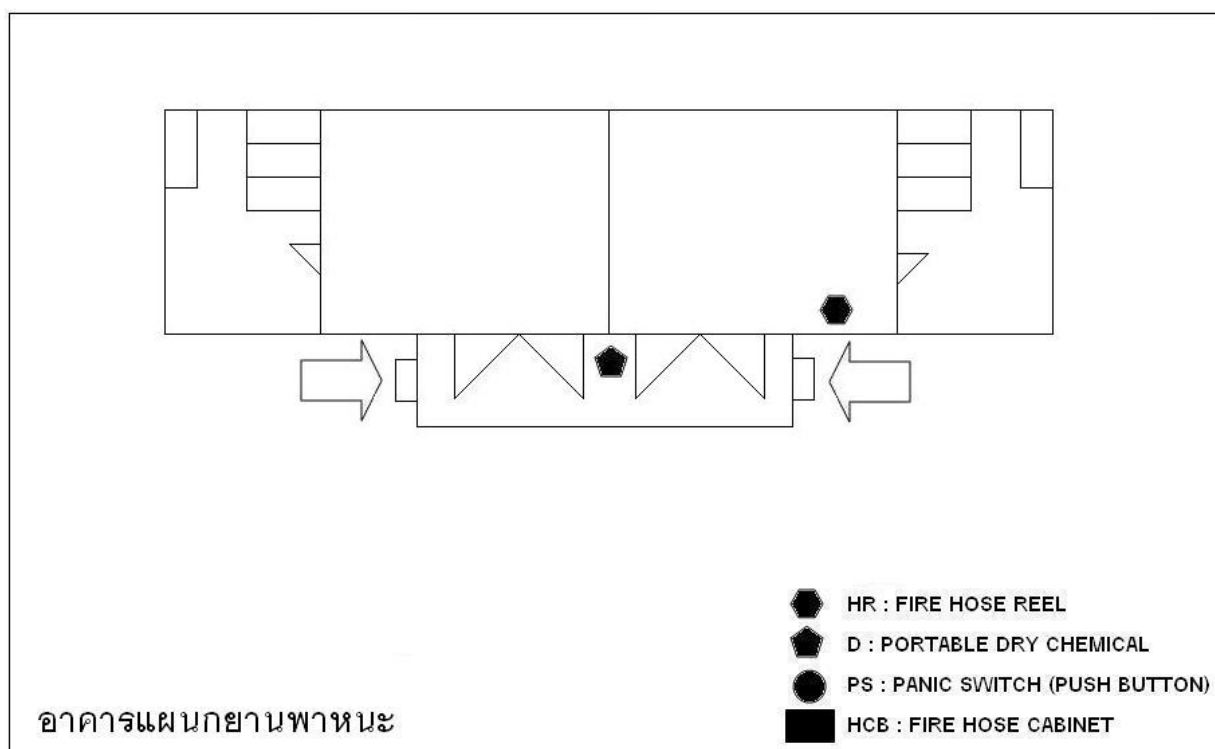 HR : FIRE HOSE REEL
D : PORTABLE DRY CHEMICAL
PS : PANIC SWITCH (PUSH BUTTON)
HCB : FIRE HOSE CABINET
อาคารแผนกยานพาหนะ